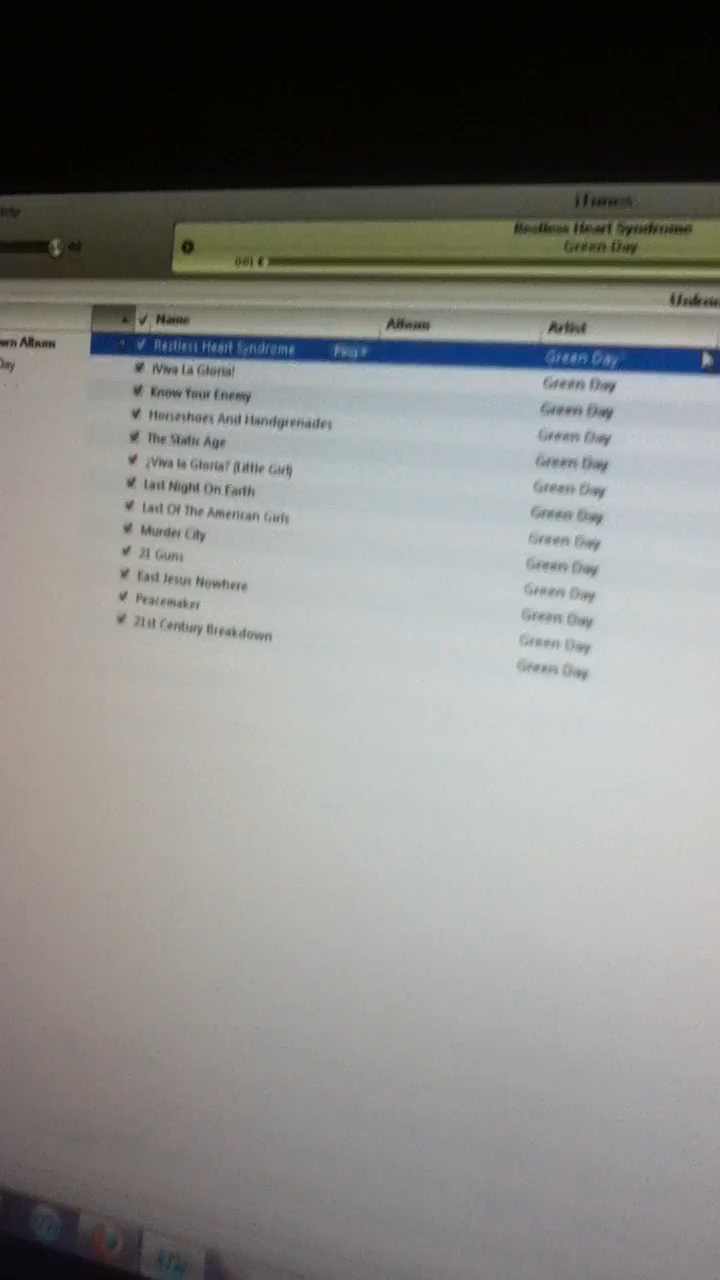 iTunes
Restless Heart Syndrome
Green Day
Name Album Artist
wn Album
Day
Restless Heart Syndrome Green Day
¡Viva La Gloria! Green Day
Know Your Enemy Green Day
Horseshoes And Handgrenades Green Day
The Static Age Green Day
¿Viva la Gloria? (Little Girl) Green Day
Last Night On Earth Green Day
Last Of The American Girls Green Day
Murder City Green Day
21 Guns Green Day
East Jesus Nowhere Green Day
Peacemaker Green Day
21st Century Breakdown Green Day